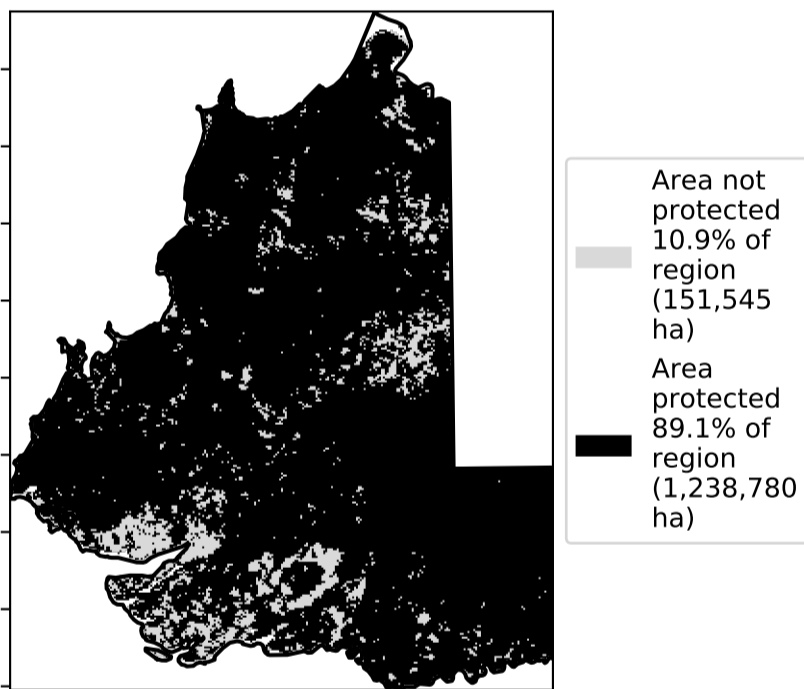 Area not
protected
10.9% of
region
(151,545
ha)
Area
protected
89.1% of
region
(1,238,780
ha)